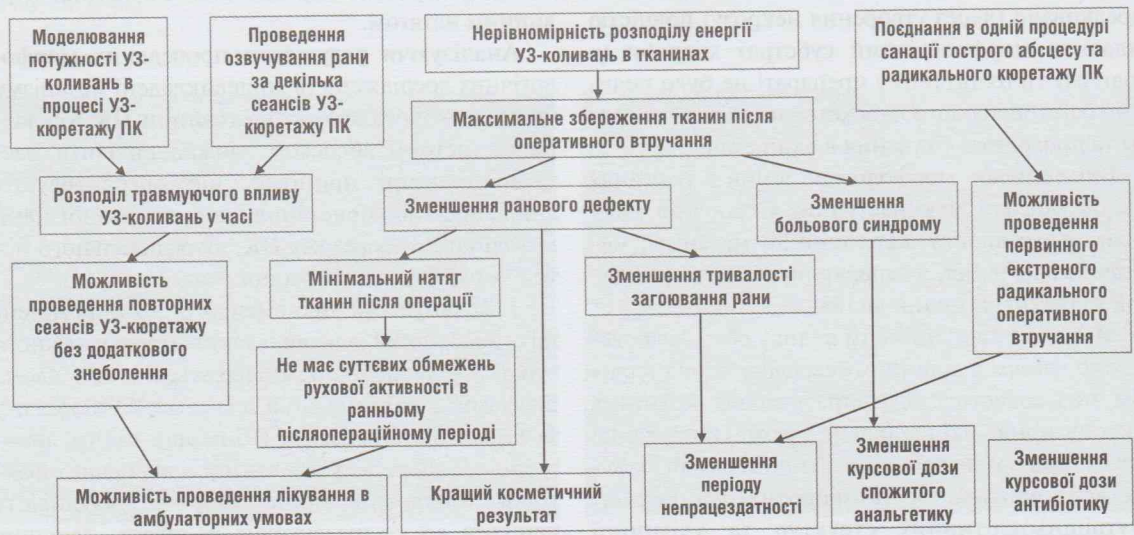 Моделювання
потужності УЗ-
коливань в
процесі УЗ-
кюретажу ПК
Проведення
озвучування рани
за декілька
сеансів УЗ-
кюретажу ПК
Нерівномірність розподілу енергії
УЗ-коливань в тканинах
Поєднання в одній процедурі
санації гострого абсцесу та
радикального кюретажу ПК
Максимальне збереження тканин після
оперативного втручання
Розподіл травмуючого впливу
УЗ-коливань у часі
Зменшення ранового дефекту
Зменшення
больового синдрому
Можливість
проведення
первинного
екстреного
радикального
оперативного
втручання
Можливість
проведення повторних
сеансів УЗ-кюретажу
без додаткового
знеболення
Мінімальний натяг
тканин після операції
Зменшення тривалості
загоювання рани
Не має суттєвих обмежень
рухової активності в
ранньому
післяопераційному періоді
Можливість проведення лікування в
амбулаторних умовах
Кращий косметичний
результат
Зменшення
періоду
непрацездатності
Зменшення
курсової дози
спожитого
анальгетику
Зменшення
курсової дози
антибіотику